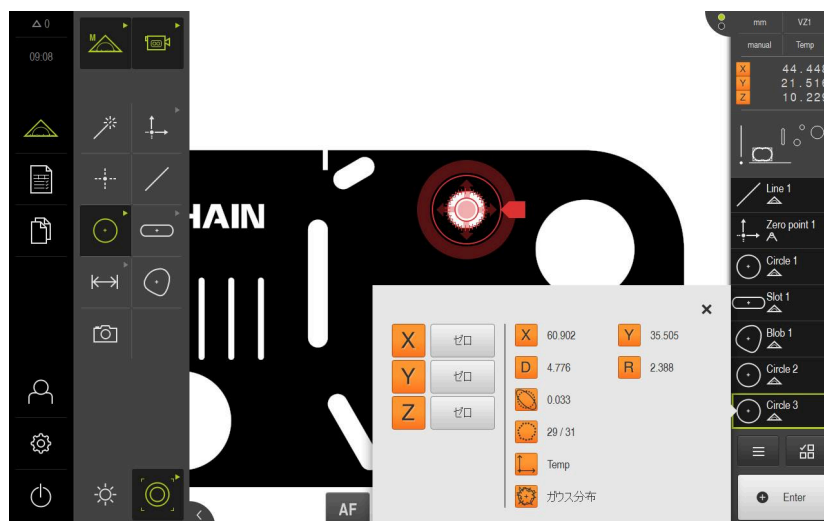 0
09:08
M
HAIN
mm
VZ1
manual
Temp
X 44.448
Y 21.516
Z 10.229
Line 1
Zero point 1
Circle 1
Slot 1
Blob 1
Circle 2
Circle 3
X ゼロ
Y ゼロ
Z ゼロ
X 60.902
Y 35.505
D 4.776
R 2.388
0.033
29 / 31
Temp
ガウス分布
AF
Enter